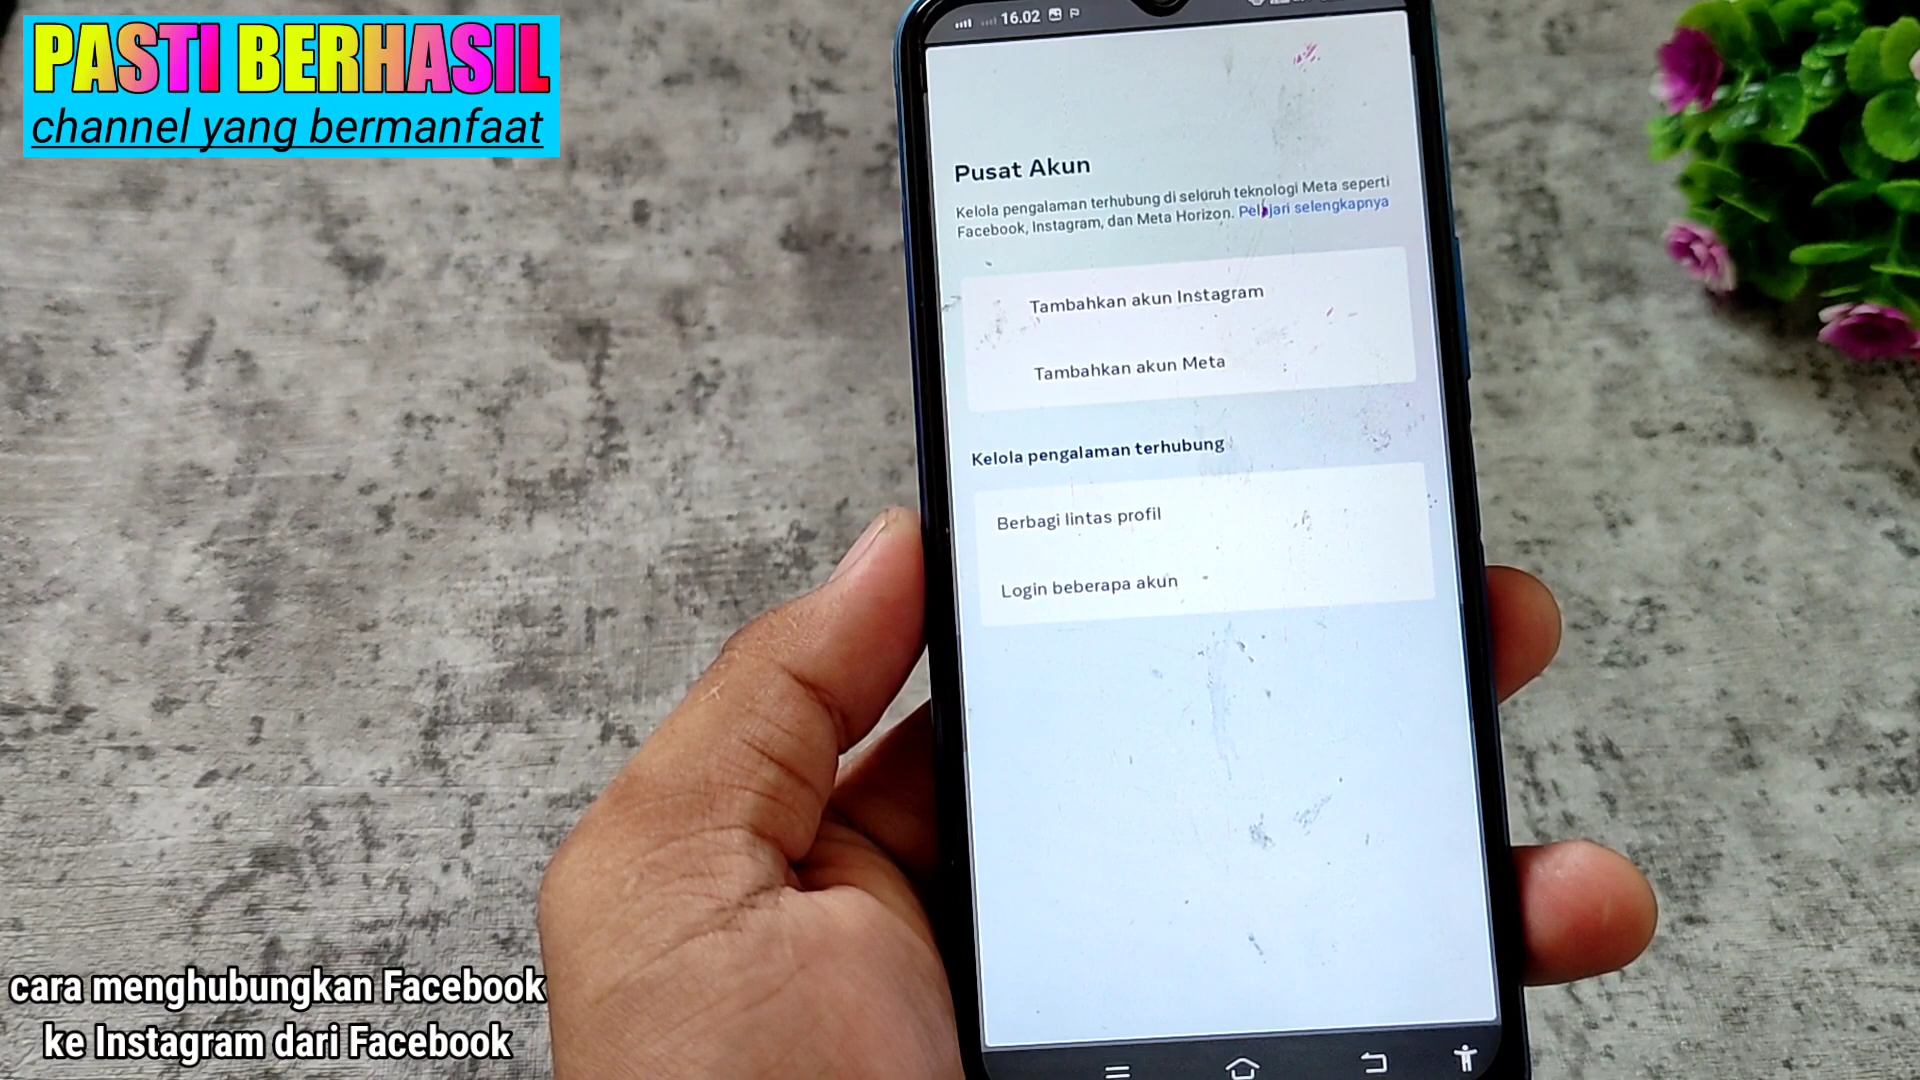 PASTI BERHASIL
channel yang bermanfaat
16.02
Pusat Akun
Kelola pengalaman terhubung di seluruh teknologi Meta seperti
Facebook, Instagram, dan Meta Horizon. Pelajari selengkapnya
Tambahkan akun Instagram
Tambahkan akun Meta
Kelola pengalaman terhubung
Berbagi lintas profil
Login beberapa akun
cara menghubungkan Facebook
ke Instagram dari Facebook